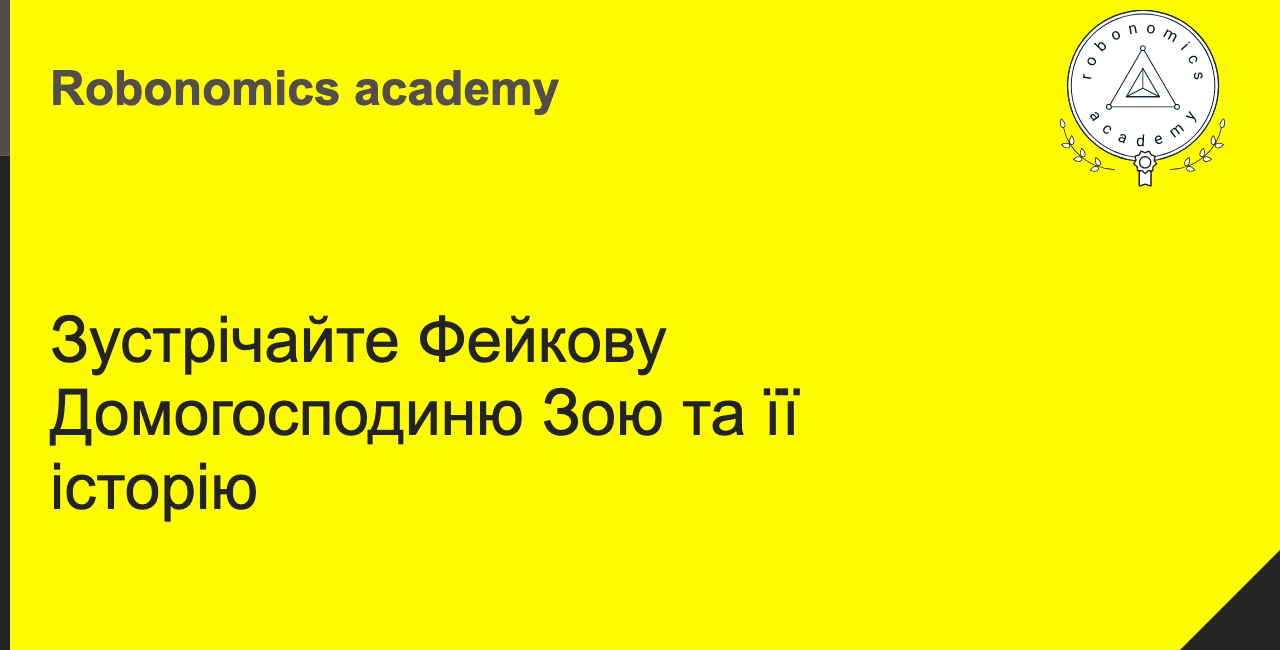 Robonomics academy
robonomics
academy
Зустрічайте Фейкову
Домогосподиню Зою та її
історію